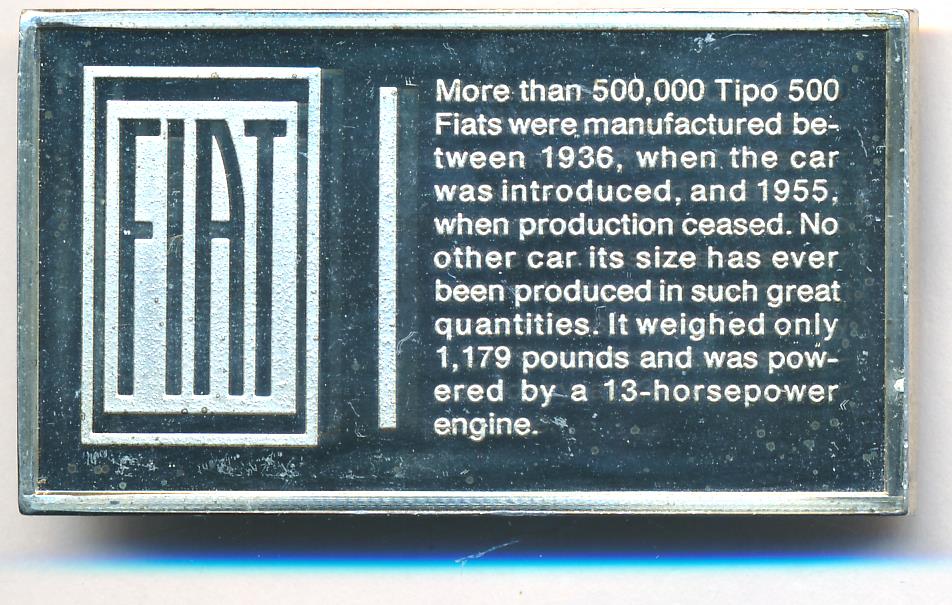 FIAT
More than 500,000 Tipo 500
Fiats were manufactured be-
tween 1936, when the car
was introduced, and 1955,
when production ceased. No
other car its size has ever
been produced in such great
quantities. It weighed only
1,179 pounds and was pow-
ered by a 13-horsepower
engine.